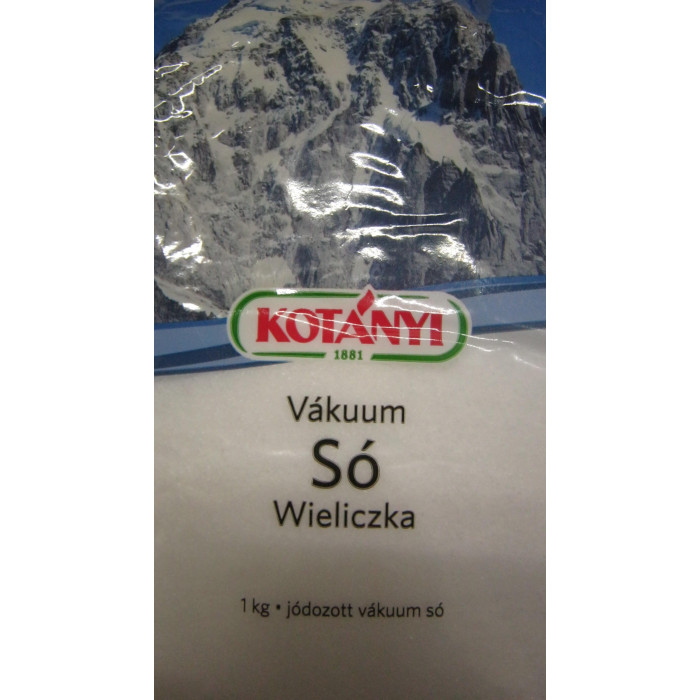 KOTÁNYI
1881
Vákuum
Só
Wieliczka
1 kg • jódozott vákuum só